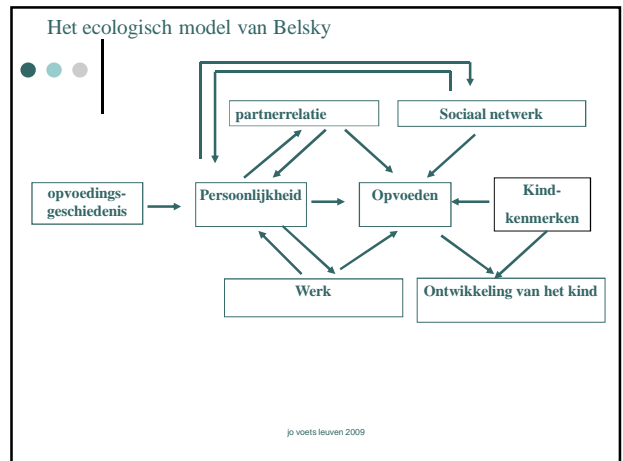 Het ecologisch model van Belsky
partnerrelatie
Sociaal netwerk
opvoedings-
geschiedenis
Persoonlijkheid
Opvoeden
Kind-
kenmerken
Werk
Ontwikkeling van het kind
jo voets leuven 2009